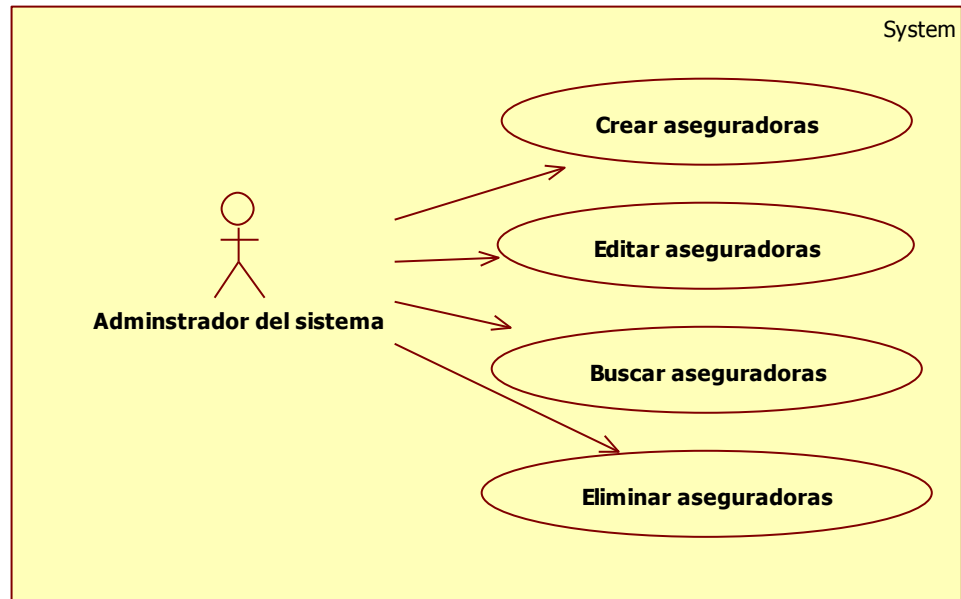 System
Crear aseguradoras
Editar aseguradoras
Adminstrador del sistema
Buscar aseguradoras
Eliminar aseguradoras